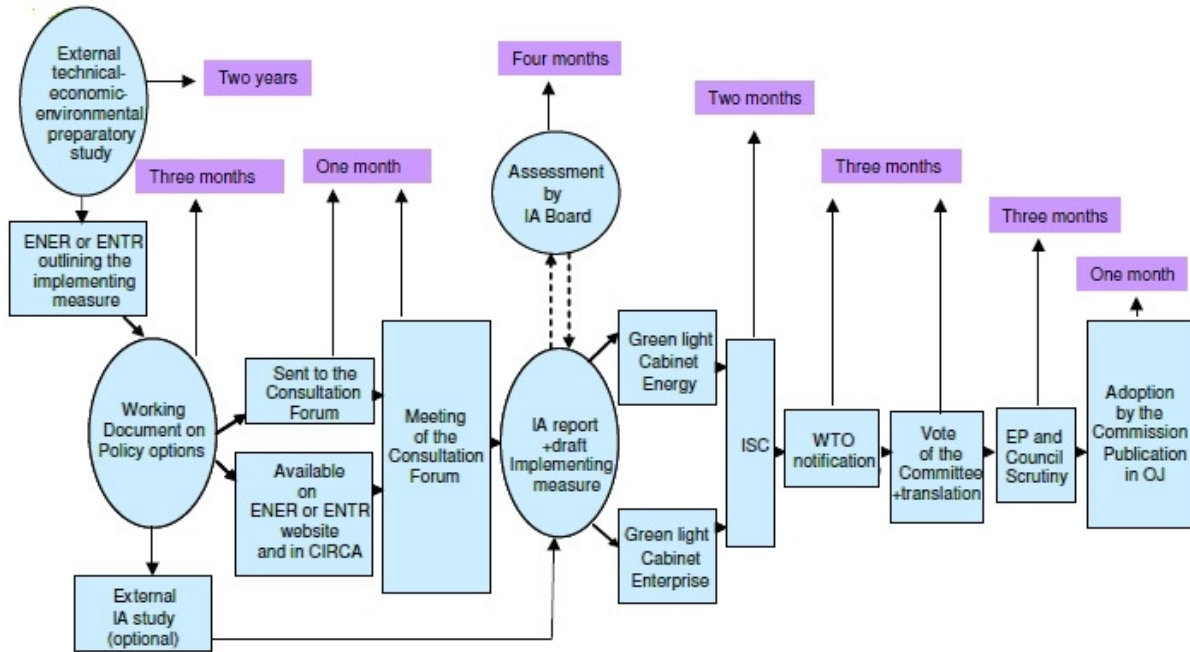 External
technical-
economic-
environmental
preparatory
study
Two years
Three months
One month
Four months
Two months
Three months
Three months
One month
Assessment
by
IA Board
ENER or ENTR
outlining the
implementing
measure
Working
Document on
Policy options
Sent to the
Consultation
Forum
Available
on
ENER or ENTR
website
and in CIRCA
External
IA study
(optional)
Meeting
of the
Consultation
Forum
IA report
+draft
Implementing
measure
Green light
Cabinet
Energy
Green light
Cabinet
Enterprise
ISC
WTO
notification
Vote
of the
Committee
+translation
EP and
Council
Scrutiny
Adoption
by the
Commission
Publication
in OJ